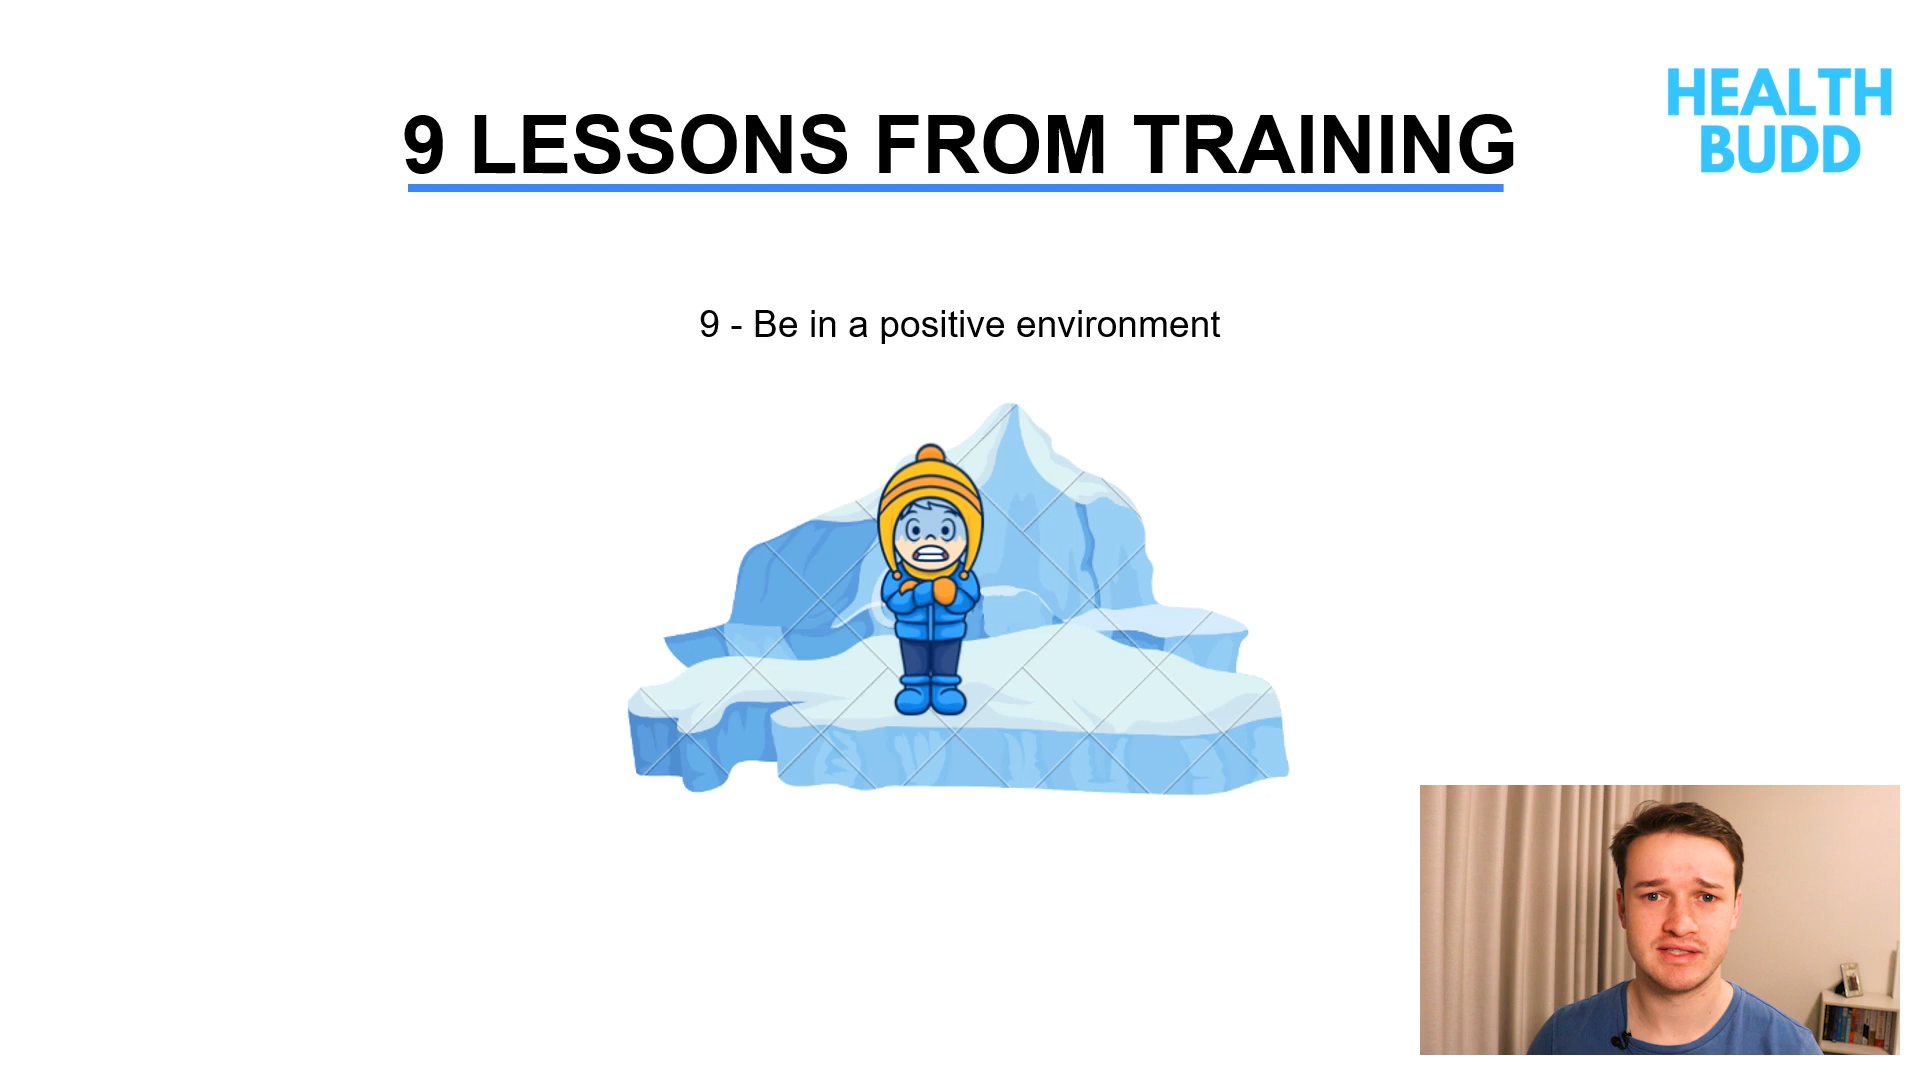 HEALTH
BUDD
9 LESSONS FROM TRAINING
9 - Be in a positive environment